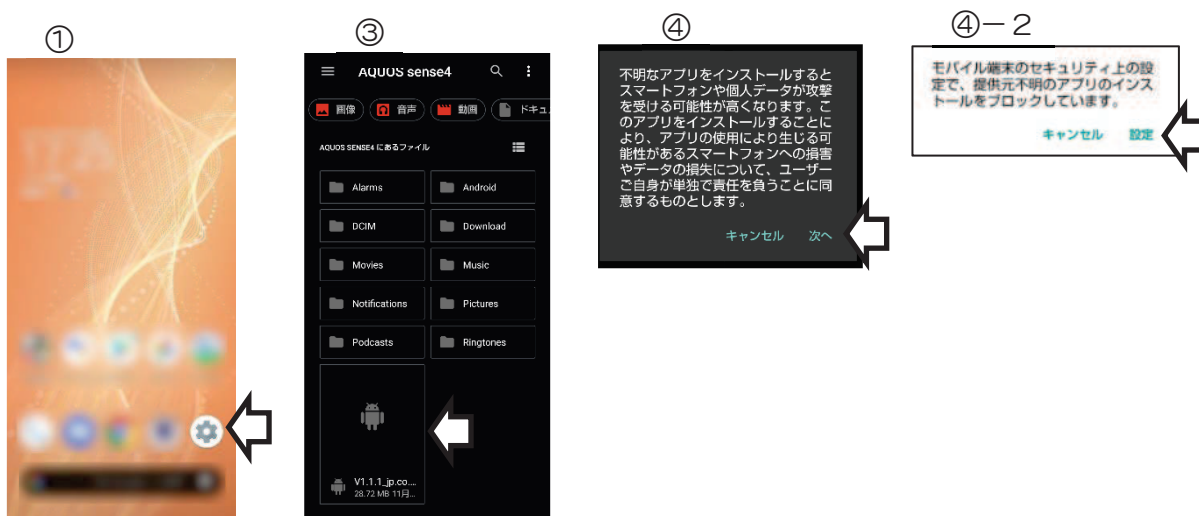 ①
③
AQUOS sense4
画像 音声 動画 ドキュ
AQUOS SENSE4 にあるファイル
Alarms Android
DCIM Download
Movies Music
Notifications Pictures
Podcasts Ringtones
V1.1.1_jp.co....
28.72 MB 11月...
④
不明なアプリをインストールすると
スマートフォンや個人データが攻撃
を受ける可能性が高くなります。こ
のアプリをインストールすることに
より、アプリの使用により生じる可
能性があるスマートフォンへの損害
やデータの損失について、ユーザー
ご自身が単独で責任を負うことに同
意するものとします。
キャンセル 次へ
④－２
モバイル端末のセキュリティ上の設
定で、提供元不明のアプリのインス
トールをブロックしています。
キャンセル 設定